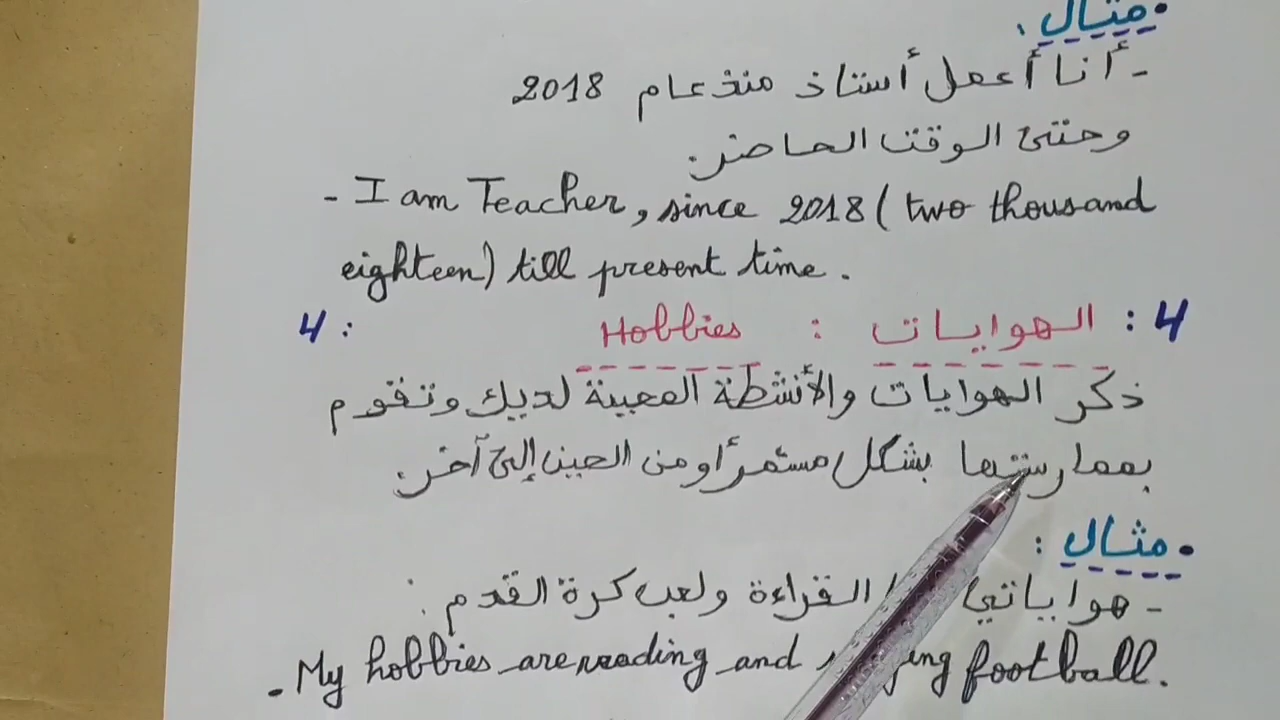 • مثال :
- أنا أعمل أستاذ منذ عام 2018
وحتى الوقت الحاضر.
- I am Teacher, since 2018 ( two thousand
eighteen) till present time .
4 : الهوايات : Hobbies 4 :
ذكر الهوايات والأنشطة المعينة لديك وتقوم
بممارستها بشكل مستمر أو من الحين إلى آخر.
• مثال :
- هواياتي القراءة ولعب كرة القدم .
- My hobbies are reading and football.